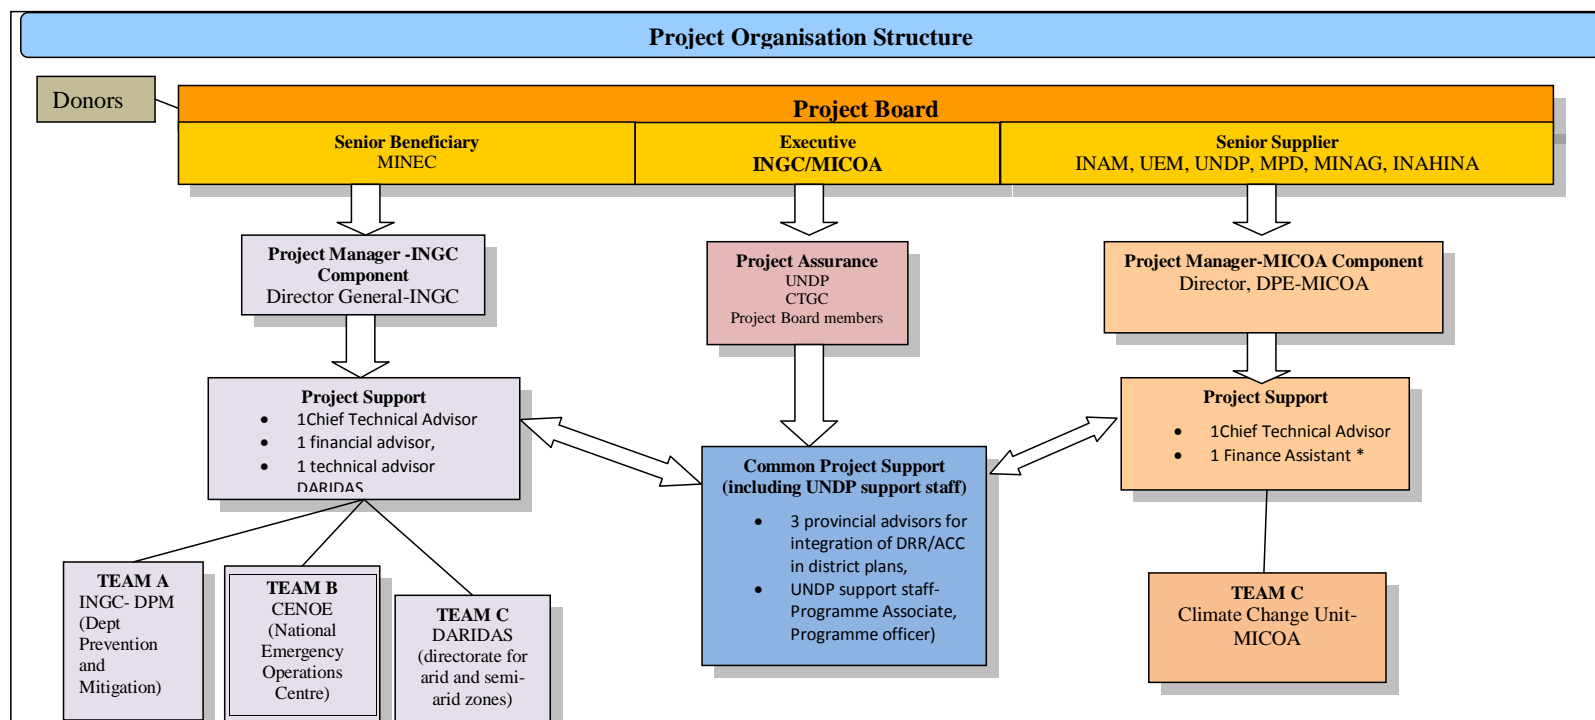 Project Organisation Structure
Donors
Project Board
Senior Beneficiary
MINEC
Executive
INGC/MICOA
Senior Supplier
INAM, UEM, UNDP, MPD, MINAG, INAHINA
Project Manager -INGC
Component
Director General-INGC
Project Assurance
UNDP
CTGC
Project Board members
Project Manager-MICOA Component
Director, DPE-MICOA
Project Support
• 1Chief Technical Advisor
• 1 financial advisor,
• 1 technical advisor
DARIDAS
Common Project Support
(including UNDP support staff)
• 3 provincial advisors for
integration of DRR/ACC
in district plans,
• UNDP support staff-
Programme Associate,
Programme officer)
Project Support
• 1Chief Technical Advisor
• 1 Finance Assistant *
TEAM A
INGC- DPM
(Dept
Prevention
and
Mitigation)
TEAM B
CENOE
(National
Emergency
Operations
Centre)
TEAM C
DARIDAS
(directorate for
arid and semi-
arid zones)
TEAM C
Climate Change Unit-
MICOA